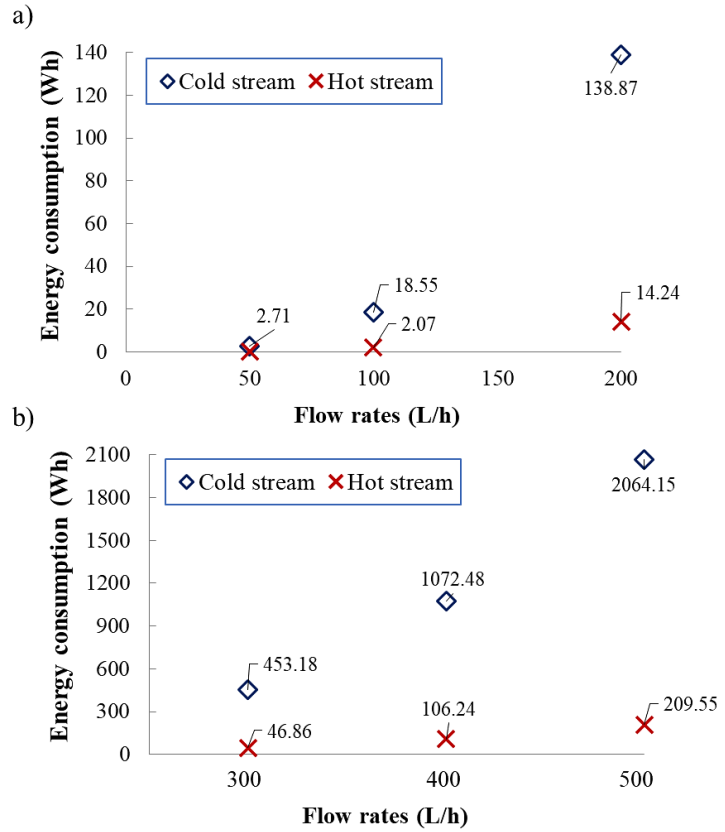 a)
Energy consumption (Wh)
140
120
100
80
60
40
20
0
Cold stream Hot stream
138.87
18.55
14.24
2.71
2.07
0 50 100 150 200
Flow rates (L/h)
b)
Energy consumption (Wh)
2100
1800
1500
1200
900
600
300
0
Cold stream Hot stream
2064.15
1072.48
453.18
209.55
106.24
46.86
300 400 500
Flow rates (L/h)